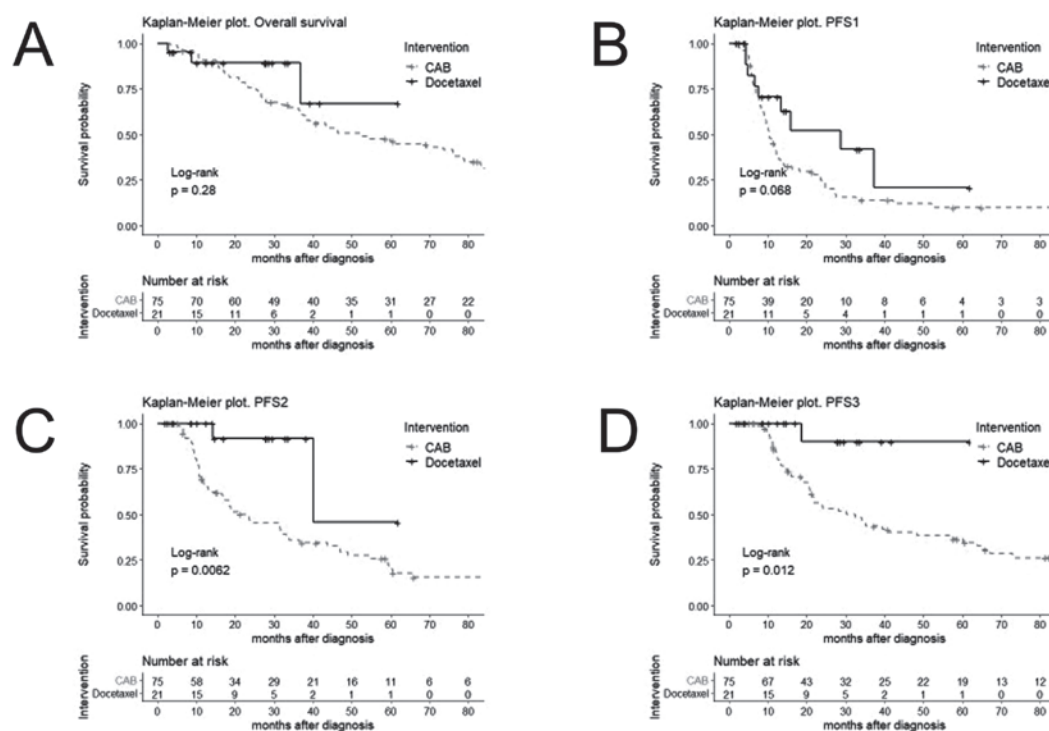 A
Kaplan-Meier plot. Overall survival
Survival probability
1.00
0.75
0.50
0.25
0.00
Intervention
CAB
Docetaxel
Log-rank
p = 0.28
0 10 20 30 40 50 60 70 80
months after diagnosis
Number at risk
Intervention
CAB 75 70 60 49 40 35 31 27 22
Docetaxel 21 15 11 6 2 1 1 0 0
0 10 20 30 40 50 60 70 80
months after diagnosis
B
Kaplan-Meier plot. PFS1
Survival probability
1.00
0.75
0.50
0.25
0.00
Intervention
CAB
Docetaxel
Log-rank
p = 0.068
0 10 20 30 40 50 60 70 80
months after diagnosis
Number at risk
Intervention
CAB 75 39 20 10 8 6 4 3 3
Docetaxel 21 11 5 4 1 1 1 0 0
0 10 20 30 40 50 60 70 80
months after diagnosis
C
Kaplan-Meier plot. PFS2
Survival probability
1.00
0.75
0.50
0.25
0.00
Intervention
CAB
Docetaxel
Log-rank
p = 0.0062
0 10 20 30 40 50 60 70 80
months after diagnosis
Number at risk
Intervention
CAB 75 58 34 29 21 16 11 6 6
Docetaxel 21 15 9 5 2 1 1 0 0
0 10 20 30 40 50 60 70 80
months after diagnosis
D
Kaplan-Meier plot. PFS3
Survival probability
1.00
0.75
0.50
0.25
0.00
Intervention
CAB
Docetaxel
Log-rank
p = 0.012
0 10 20 30 40 50 60 70 80
months after diagnosis
Number at risk
Intervention
CAB 75 67 43 32 25 22 19 13 12
Docetaxel 21 15 9 5 2 1 1 0 0
0 10 20 30 40 50 60 70 80
months after diagnosis